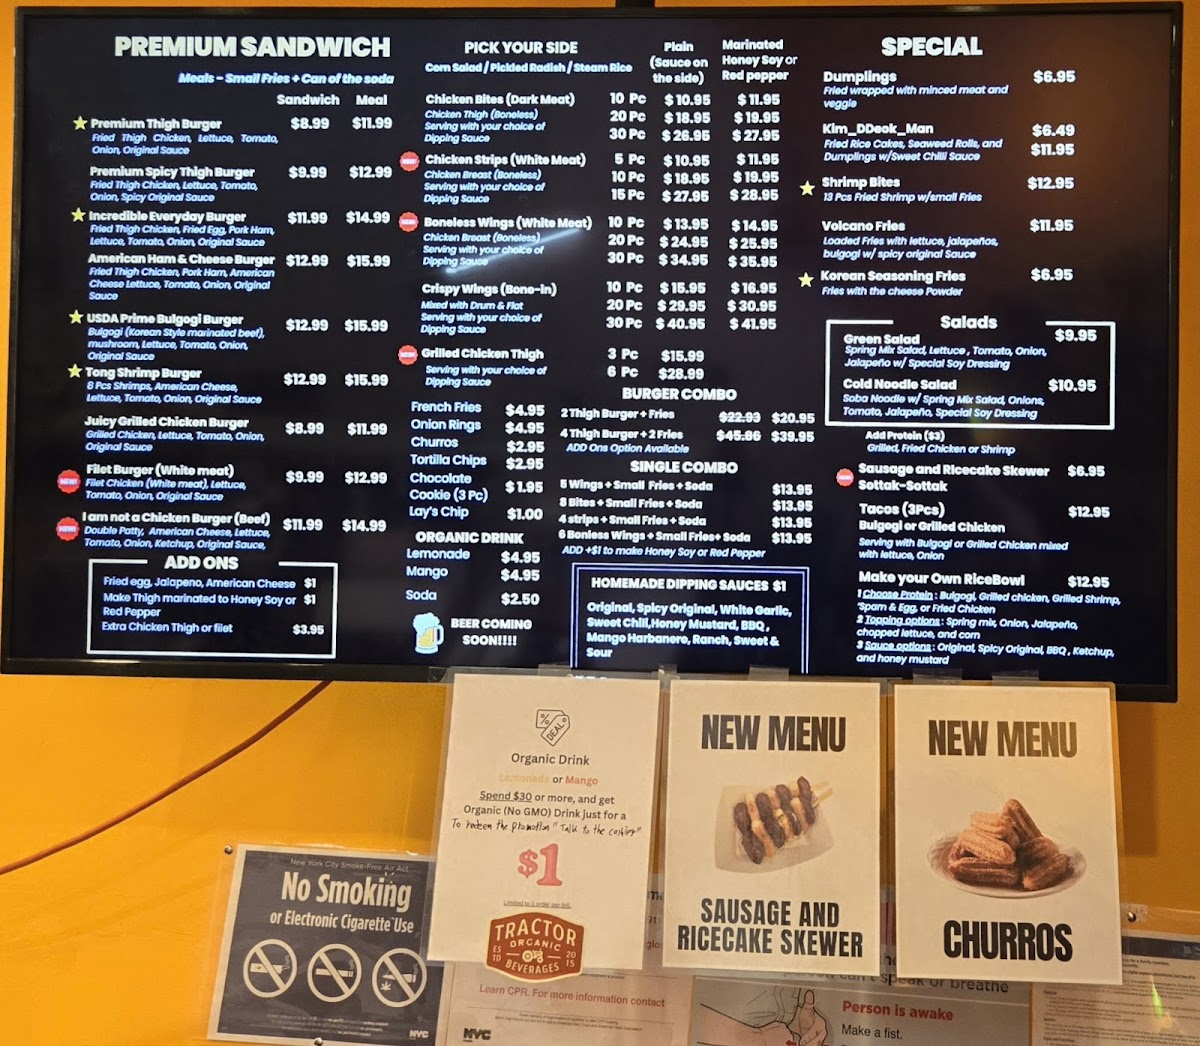 PREMIUM SANDWICH
Meals - Small Fries + Can of the soda
Sandwich Meal
Premium Thigh Burger $8.99 $11.99
Fried Thigh Chicken, Lettuce, Tomato,
Onion, Original Sauce
Premium Spicy Thigh Burger $9.99 $12.99
Fried Thigh Chicken, Lettuce, Tomato,
Onion, Spicy Original Sauce
Incredible Everyday Burger $11.99 $14.99
Fried Thigh Chicken, Fried Egg, Pork Ham,
Lettuce, Tomato, Onion, Original Sauce
American Ham & Cheese Burger $12.99 $15.99
Fried Thigh Chicken, Pork Ham, American
Cheese Lettuce, Tomato, Onion, Original
Sauce
USDA Prime Bulgogi Burger $12.99 $15.99
Bulgogi (Korean Style marinated beef),
mushroom, Lettuce, Tomato, Onion,
Original Sauce
Tong Shrimp Burger $12.99 $15.99
8 Pcs Shrimps, American Cheese,
Lettuce, Tomato, Onion, Original Sauce
Juicy Grilled Chicken Burger $8.99 $11.99
Grilled Chicken, Lettuce, Tomato, Onion,
Original Sauce
NEW! Filet Burger (White meat) $9.99 $12.99
Filet Chicken (White meat), Lettuce,
Tomato, Onion, Original Sauce
NEW! I am not a Chicken Burger (Beef) $11.99 $14.99
Double Patty, American Cheese, Lettuce,
Tomato, Onion, Ketchup, Original Sauce,
ADD ONS
Fried egg, Jalapeno, American Cheese $1
Make Thigh marinated to Honey Soy or $1
Red Pepper
Extra Chicken Thigh or filet $3.95
PICK YOUR SIDE
Corn Salad / Pickled Radish / Steam Rice
Plain
(Sauce on
the side)
Marinated
Honey Soy or
Red pepper
Chicken Bites (Dark Meat) 10 Pc $10.95 $11.95
Chicken Thigh (Boneless) 20 Pc $18.95 $19.95
Serving with your choice of 30 Pc $26.95 $27.95
Dipping Sauce
NEW! Chicken Strips (White Meat) 5 Pc $10.95 $11.95
Chicken Breast (Boneless) 10 Pc $18.95 $19.95
Serving with your choice of 15 Pc $27.95 $28.95
Dipping Sauce
NEW! Boneless Wings (White Meat) 10 Pc $13.95 $14.95
Chicken Breast (Boneless) 20 Pc $24.95 $25.95
Serving with your choice of 30 Pc $34.95 $35.95
Dipping Sauce
Crispy Wings (Bone-in) 10 Pc $15.95 $16.95
Mixed with Drum & Flat 20 Pc $29.95 $30.95
Serving with your choice of 30 Pc $40.95 $41.95
Dipping Sauce
NEW! Grilled Chicken Thigh 3 Pc $15.99
Serving with your choice of 6 Pc $28.99
Dipping Sauce
French Fries $4.95
Onion Rings $4.95
Churros $2.95
Tortilla Chips $2.95
Chocolate
Cookie (3 Pc) $1.95
Lay's Chip $1.00
ORGANIC DRINK
Lemonade $4.95
Mango $4.95
Soda $2.50
BEER COMING
SOON!!!!
BURGER COMBO
2 Thigh Burger + Fries $22.93 $20.95
4 Thigh Burger + 2 Fries $45.86 $39.95
ADD Ons Option Available
SINGLE COMBO
5 Wings + Small Fries + Soda $13.95
8 Bites + Small Fries + Soda $13.95
4 strips + Small Fries + Soda $13.95
6 Bonless Wings + Small Fries+ Soda $13.95
ADD +$1 to make Honey Soy or Red Pepper
HOMEMADE DIPPING SAUCES $1
Original, Spicy Original, White Garlic,
Sweet Chili,Honey Mustard, BBQ ,
Mango Harbanero, Ranch, Sweet &
Sour
SPECIAL
Dumplings $6.95
Fried wrapped with minced meat and
veggie
Kim_DDeok_Man $6.49
Fried Rice Cakes, Seaweed Rolls, and $11.95
Dumplings w/Sweet Chilli Sauce
Shrimp Bites $12.95
13 Pcs Fried Shrimp w/small Fries
Volcano Fries $11.95
Loaded Fries with lettuce, jalapeños,
bulgogi w/ spicy original Sauce
Korean Seasoning Fries $6.95
Fries with the cheese Powder
Salads
Green Salad $9.95
Spring Mix Salad, Lettuce , Tomato, Onion,
Jalapeño w/ Special Soy Dressing
Cold Noodle Salad $10.95
Soba Noodle w/ Spring Mix Salad, Onions,
Tomato, Jalapeño, Special Soy Dressing
Add Protein ($3)
Grilled, Fried Chicken or Shrimp
NEW! Sausage and Ricecake Skewer $6.95
Sottak-Sottak
Tacos (3Pcs) $12.95
Bulgogi or Grilled Chicken
Serving with Bulgogi or Grilled Chicken mixed
with lettuce, Onion
Make your Own RiceBowl $12.95
1 Choose Protein : Bulgogi, Grilled chicken, Grilled Shrimp,
*Spam & Egg, or Fried Chicken
2 Topping options : Spring mix, Onion, Jalapeño,
chopped lettuce, and corn
3 Sauce options : Original, Spicy Original, BBQ , Ketchup,
and honey mustard
% DEAL
Organic Drink
Lemonade or Mango
Spend $30 or more, and get
Organic (No GMO) Drink just for a
To redeem the promotion "Talk to the cashier"
$1
Limited to 1 order per bill.
TRACTOR
ORGANIC
ESTD 2015
BEVERAGES
NEW MENU
SAUSAGE AND
RICECAKE SKEWER
NEW MENU
CHURROS
New York City Smoke-Free Air Act
No Smoking
or Electronic Cigarette Use
NYC
Learn CPR. For more information contact
NYC
can't speak or breathe
Person is awake
Make a fist.